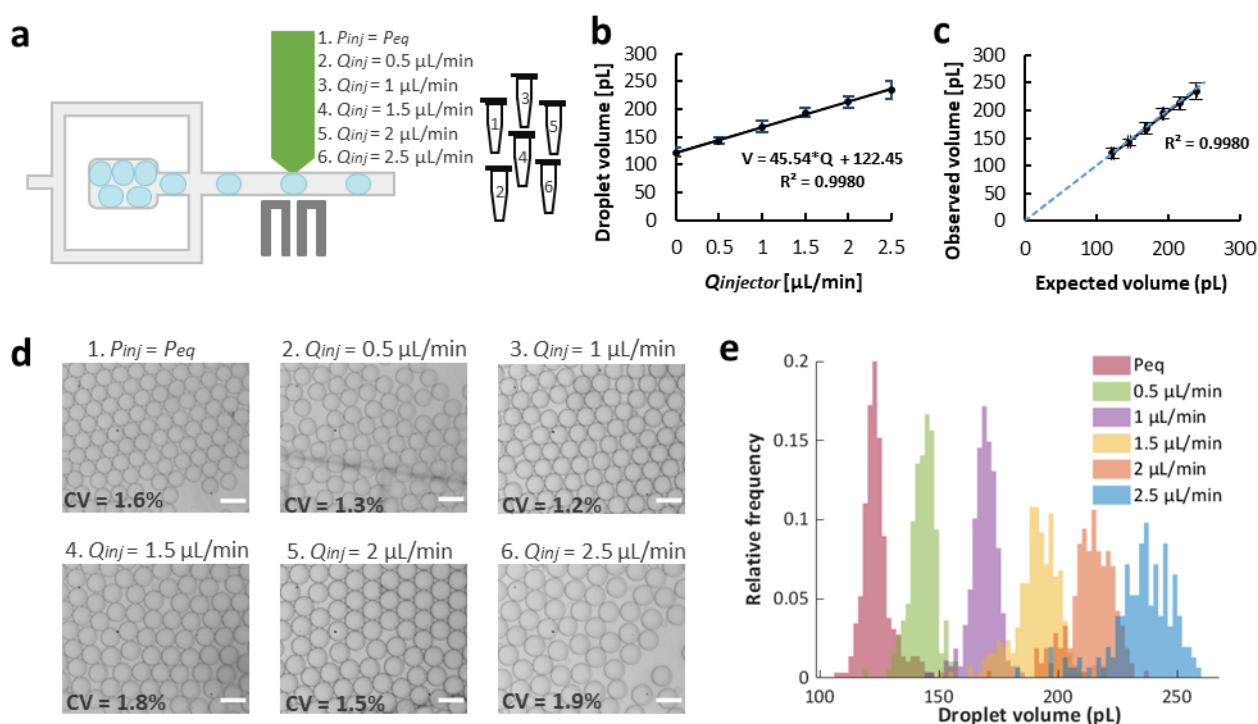 a
1. Pinj = Peq
2. Qinj = 0.5 µL/min
3. Qinj = 1 µL/min
4. Qinj = 1.5 µL/min
5. Qinj = 2 µL/min
6. Qinj = 2.5 µL/min
1
3
5
4
2
6
b
Droplet volume [pL]
300
250
200
150
100
50
0
V = 45.54*Q + 122.45
R² = 0.9980
0 0.5 1 1.5 2 2.5
Qinjector [µL/min]
c
Observed volume [pL]
300
250
200
150
100
50
0
R² = 0.9980
0 100 200 300
Expected volume (pL)
d
1. Pinj = Peq
CV = 1.6%
2. Qinj = 0.5 µL/min
CV = 1.3%
3. Qinj = 1 µL/min
CV = 1.2%
4. Qinj = 1.5 µL/min
CV = 1.8%
5. Qinj = 2 µL/min
CV = 1.5%
6. Qinj = 2.5 µL/min
CV = 1.9%
e
Relative frequency
0.2
0.15
0.1
0.05
0
Peq
0.5 µL/min
1 µL/min
1.5 µL/min
2 µL/min
2.5 µL/min
100 150 200 250
Droplet volume (pL)